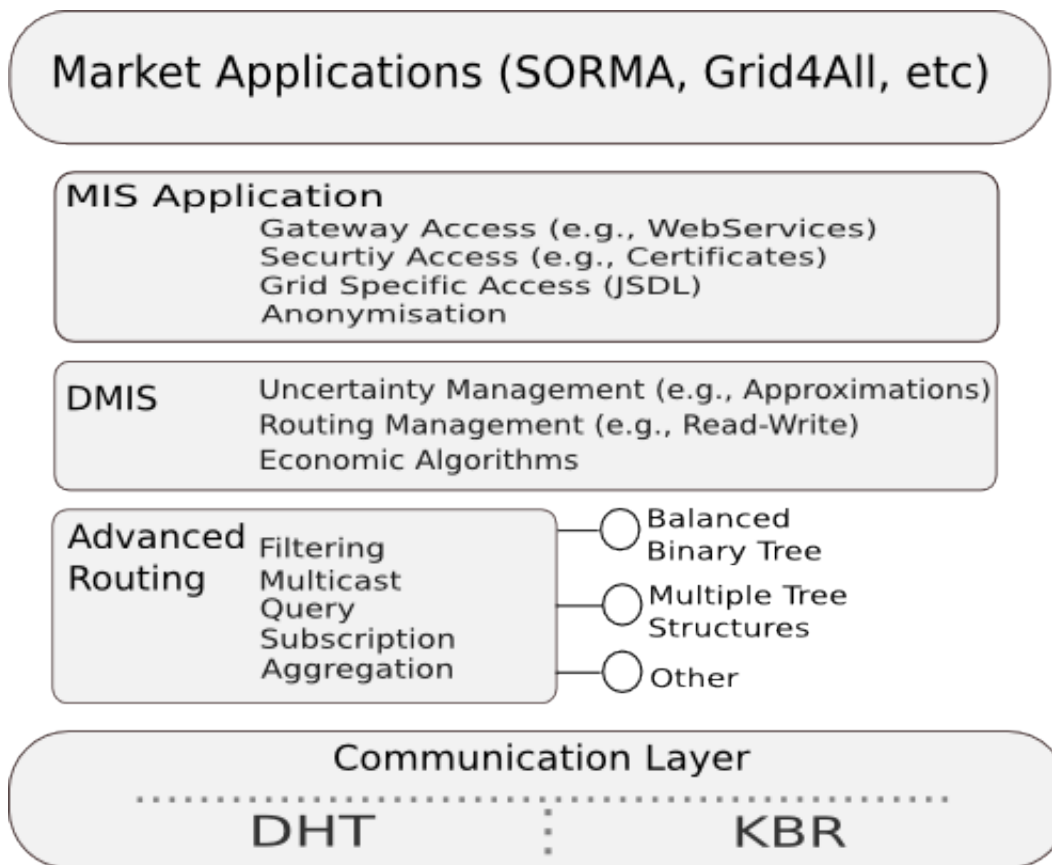 Market Applications (SORMA, Grid4All, etc)
MIS Application
Gateway Access (e.g., WebServices)
Securtiy Access (e.g., Certificates)
Grid Specific Access (JSDL)
Anonymisation
DMIS
Uncertainty Management (e.g., Approximations)
Routing Management (e.g., Read-Write)
Economic Algorithms
Advanced
Routing
Filtering
Multicast
Query
Subscription
Aggregation
Balanced
Binary Tree
Multiple Tree
Structures
Other
Communication Layer
DHT
KBR